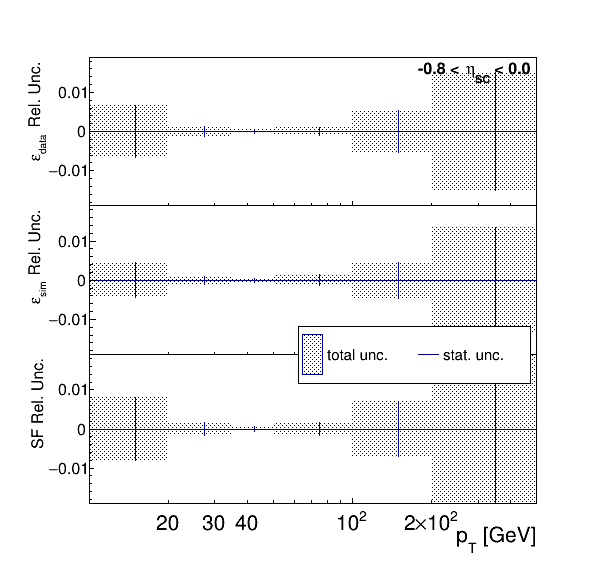 -0.8 < ηsc < 0.0
εdata Rel. Unc.
0.01
0
−0.01
εsim Rel. Unc.
0.01
0
−0.01
total unc.
stat. unc.
SF Rel. Unc.
0.01
0
−0.01
20 30 40 10² 2×10²
pT [GeV]